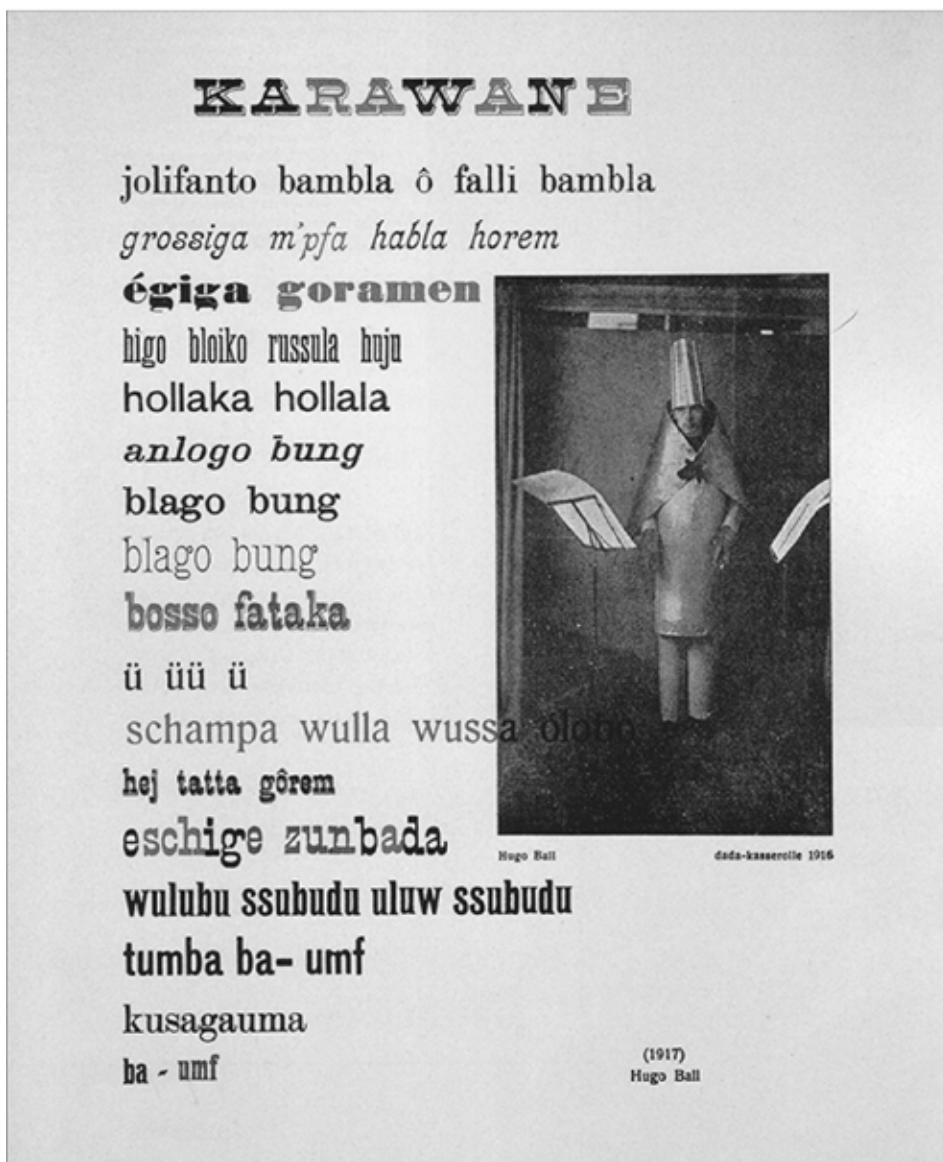 KARAWANE
jolifanto bambla ô falli bambla
grossiga m'pfa habla horem
égiga goramen
higo bloiko russula huju
hollaka hollala
anlogo bung
blago bung
blago bung
bosso fataka
ü üü ü
schampa wulla wussa ólobo
hej tatta gôrem
eschige zunbada
wulubu ssubudu uluw ssubudu
tumba ba- umf
kusagauma
ba - umf
Hugo Ball dada-kasserolle 1916
(1917)
Hugo Ball